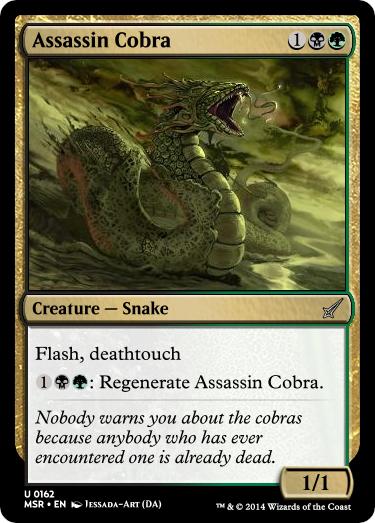 Assassin Cobra 1
Creature — Snake
Flash, deathtouch
1 : Regenerate Assassin Cobra.
Nobody warns you about the cobras
because anybody who has ever
encountered one is already dead.
1/1
U 0162
MSR • EN JESSADA-ART (DA)
™ & © 2014 Wizards of the Coast